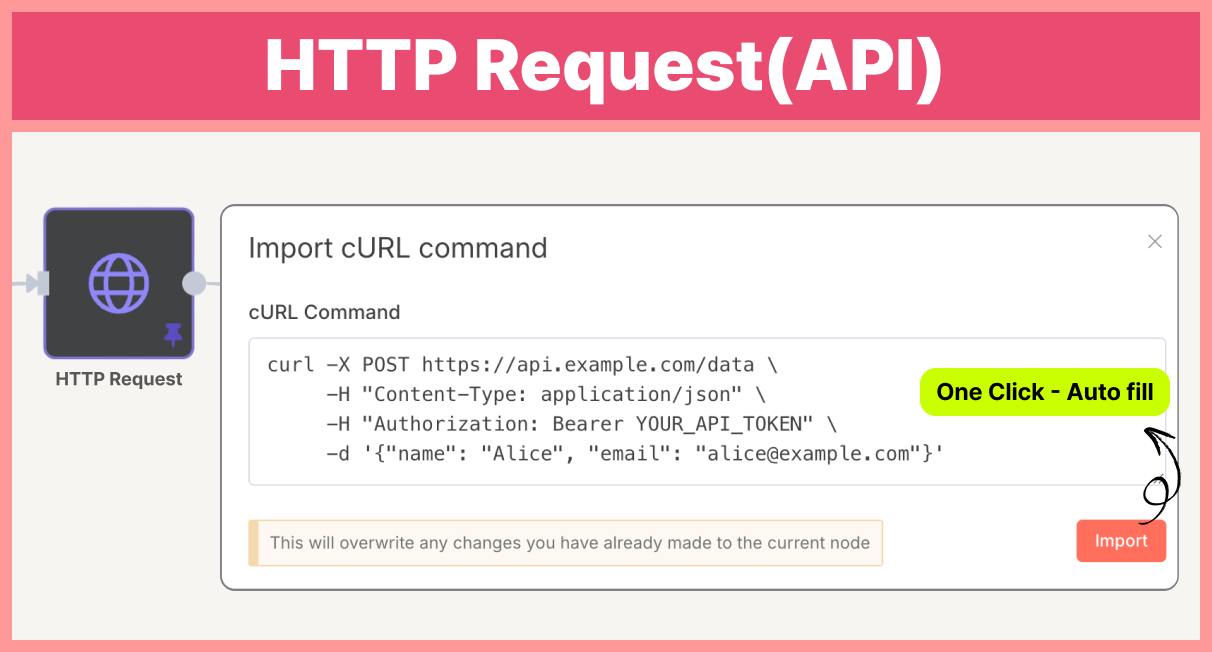 HTTP Request(API)
HTTP Request
Import cURL command
cURL Command
curl -X POST https://api.example.com/data \
-H "Content-Type: application/json" \
-H "Authorization: Bearer YOUR_API_TOKEN" \
-d '{"name": "Alice", "email": "alice@example.com"}'
One Click - Auto fill
This will overwrite any changes you have already made to the current node
Import